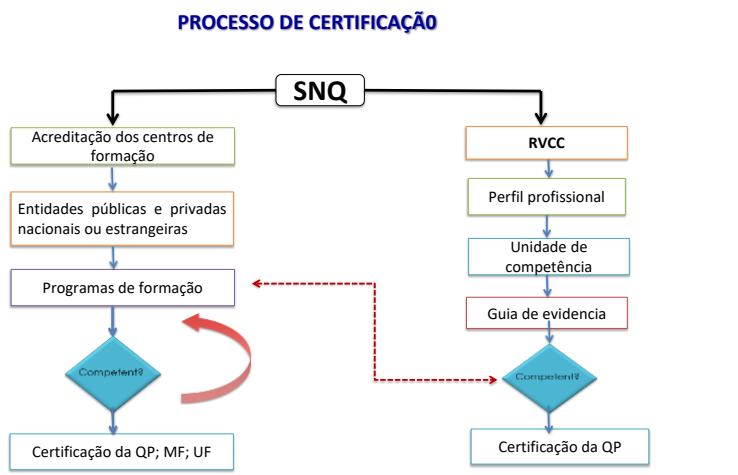 PROCESSO DE CERTIFICAÇÃ0
SNQ
Acreditação dos centros de
formação
Entidades públicas e privadas
nacionais ou estrangeiras
Programas de formação
Competent?
Certificação da QP; MF; UF
RVCC
Perfil profissional
Unidade de
competência
Guia de evidencia
Competent?
Certificação da QP